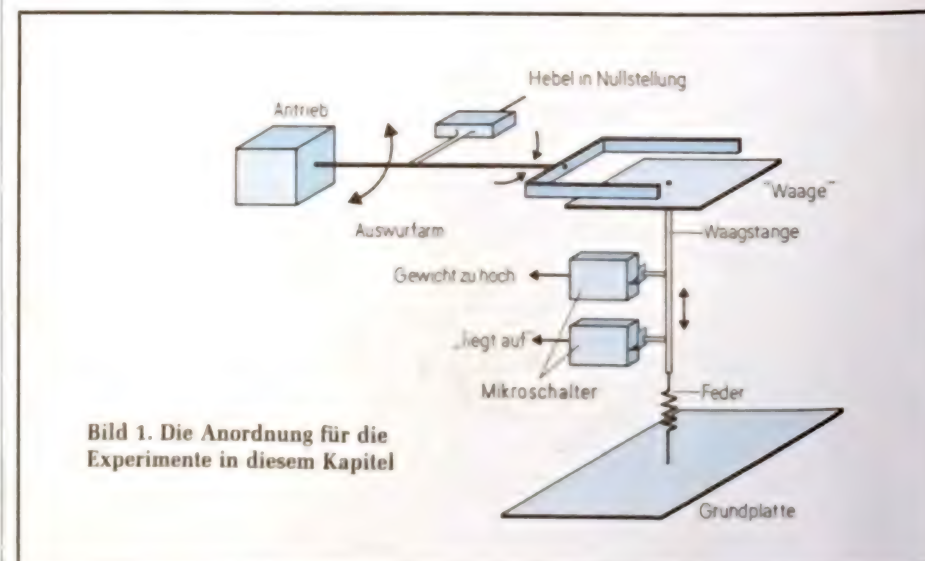 Hebel in Nullstellung
Antrieb
"Waage"
Auswurfarm
Waagstange
Gewicht zu hoch
„liegt auf"
Mikroschalter
Feder
Bild 1. Die Anordnung für die
Experimente in diesem Kapitel
Grundplatte